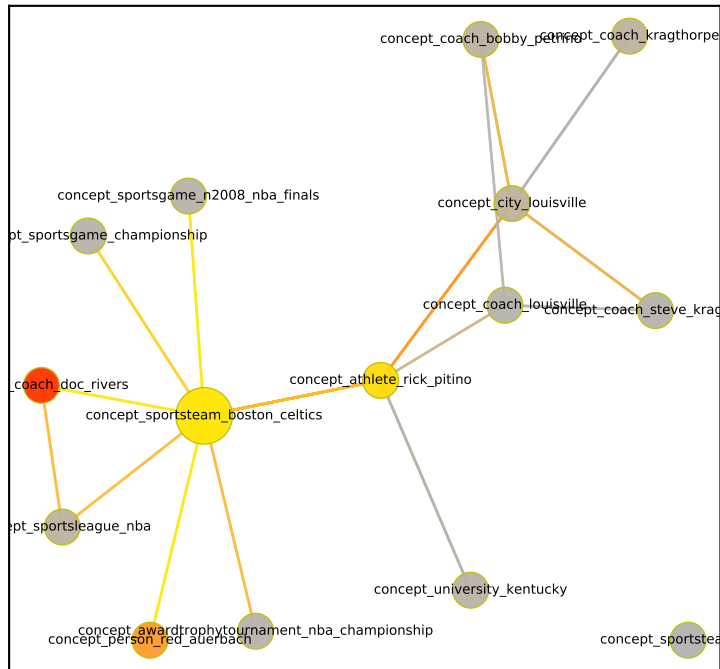 concept_coach_bobby_petrino
concept_coach_kragthorpe
concept_sportsgame_n2008_nba_finals
concept_city_louisville
pt_sportsgame_championship
concept_coach_louisville
concept_coach_steve_krag
_coach_doc_rivers
concept_athlete_rick_pitino
concept_sportsteam_boston_celtics
ept_sportsleague_nba
concept_university_kentucky
concept_awardtrophytournament_nba_championship
concept_person_red_auerbach
concept_sportstea